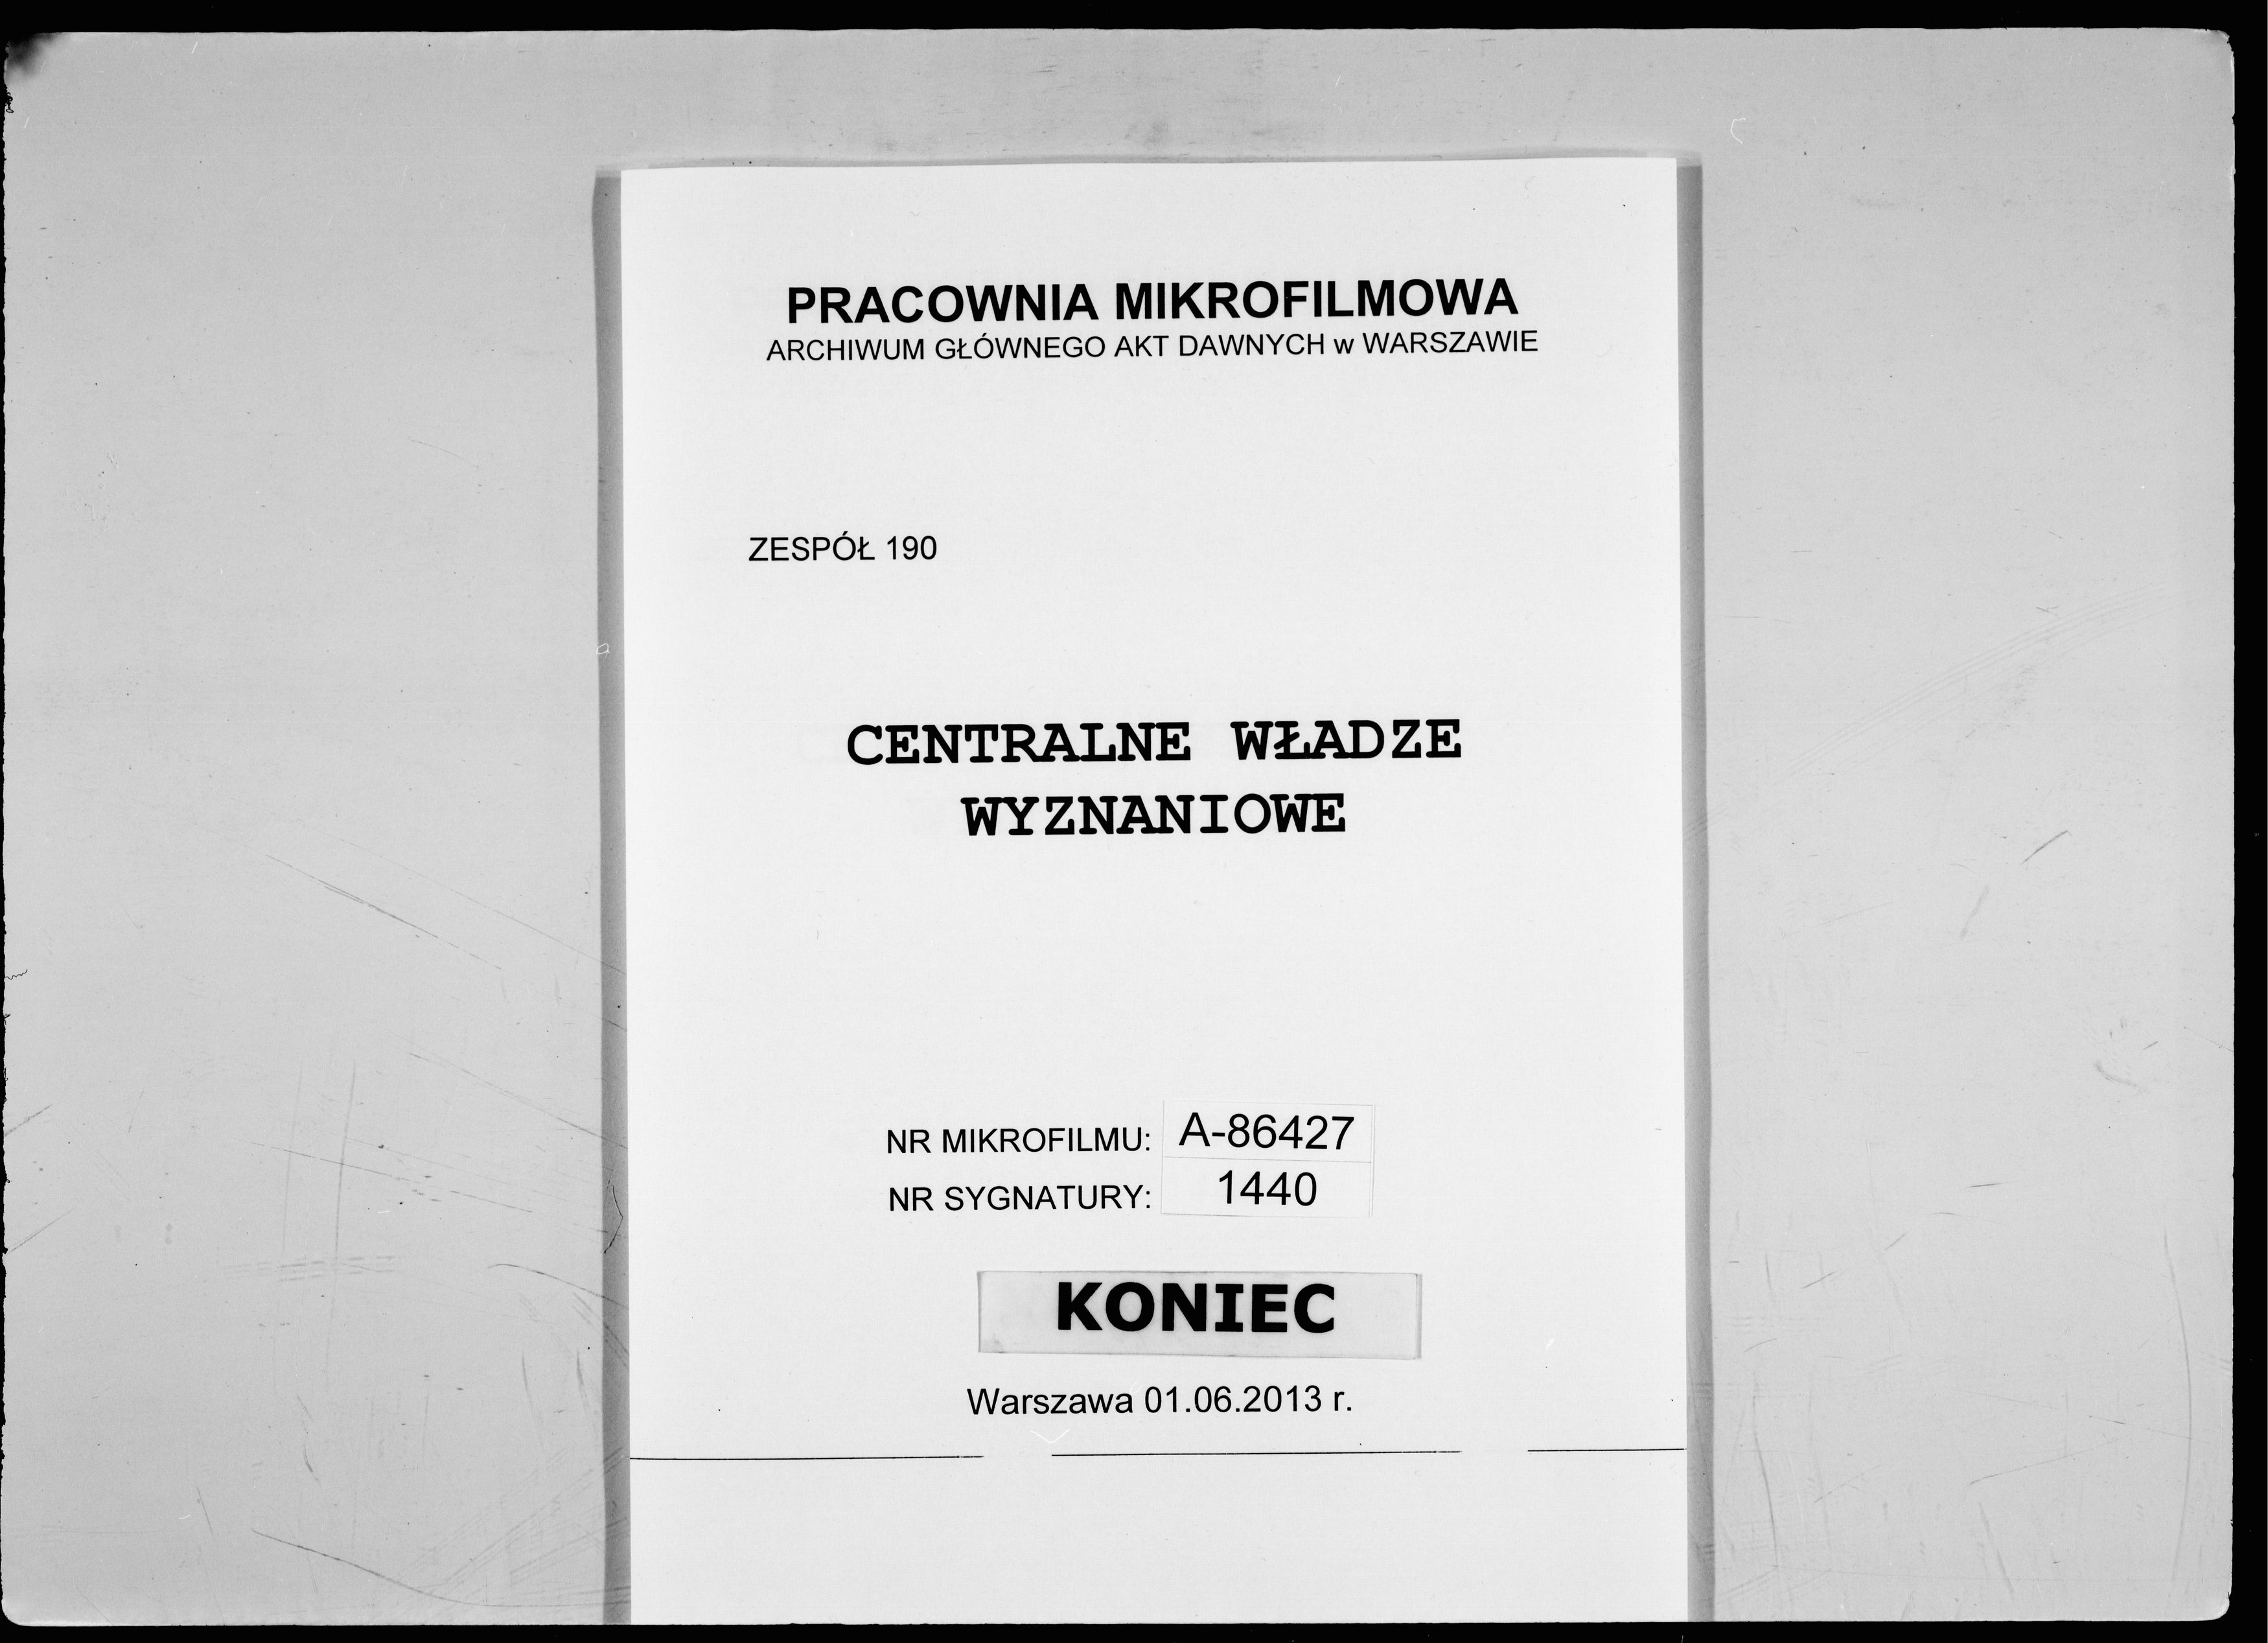 PRACOWNIA MIKROFILMOWA
ARCHIWUM GŁÓWNEGO AKT DAWNYCH w WARSZAWIE
ZESPÓŁ 190
CENTRALNE WŁADZE
WYZNANIOWE
NR MIKROFILMU: A-86427
NR SYGNATURY: 1440
KONIEC
Warszawa 01.06.2013 r.